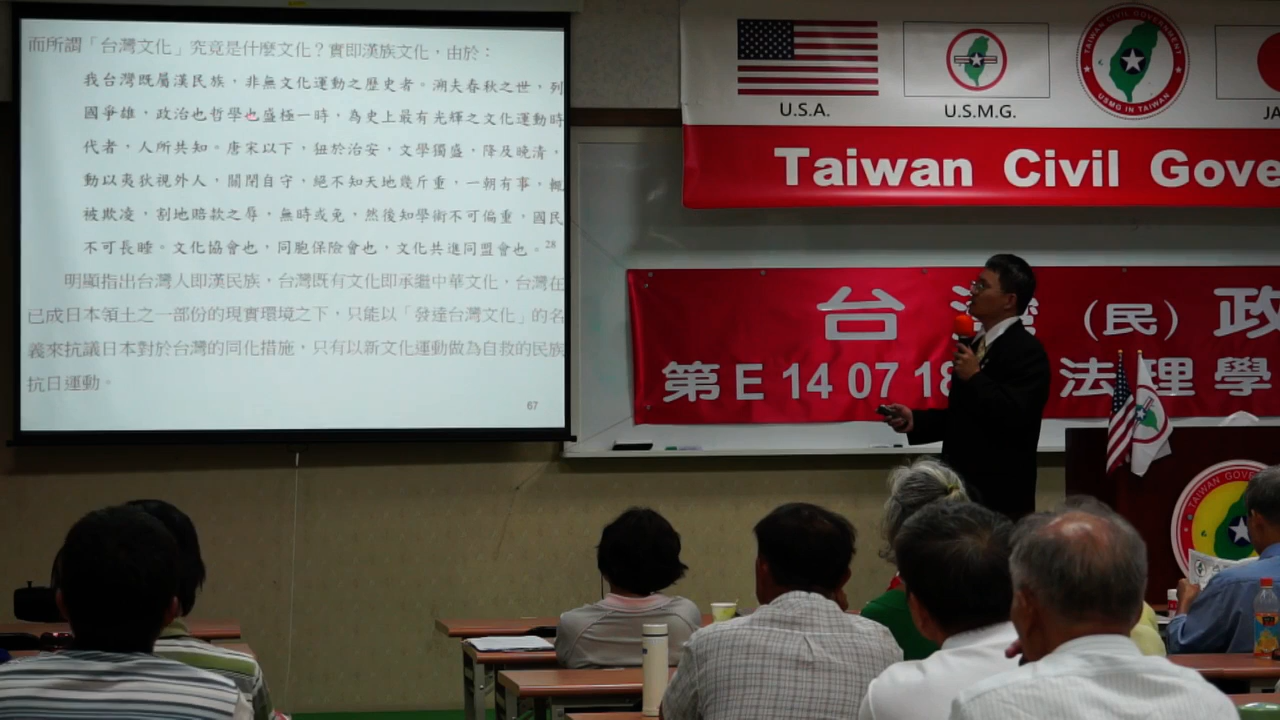 而所謂「台灣文化」究竟是什麼文化?實即漢族文化,由於:
我台灣既屬漢民族,非無文化運動之歷史者。溯夫春秋之世,列
國爭雄,政治也哲學也盛極一時,為史上最有光輝之文化運動時
代者,人所共知。唐宋以下,狃於治安,文學獨盛,降及晚清,
動以夷狄視外人,關閉自守,絕不知天地幾斤重,一朝有事,輒
被欺凌,割地賠款之辱,無時或免,然後知學術不可偏重,國民
不可長睡。文化協會也,同胞保險會也,文化共進同盟會也。28
明顯指出台灣人即漢民族,台灣既有文化即承繼中華文化,台灣在
已成日本領土之一部份的現實環境之下,只能以「發達台灣文化」的名
義來抗議日本對於台灣的同化措施,只有以新文化運動做為自救的民族
抗日運動。
67
U.S.A.
U.S.M.G.
TAIWAN CIVIL GOVERNMENT
USMG IN TAIWAN
JA
Taiwan Civil Gove
台灣(民)政
第E 14 07 18 法理學
TAIWAN GOVERN